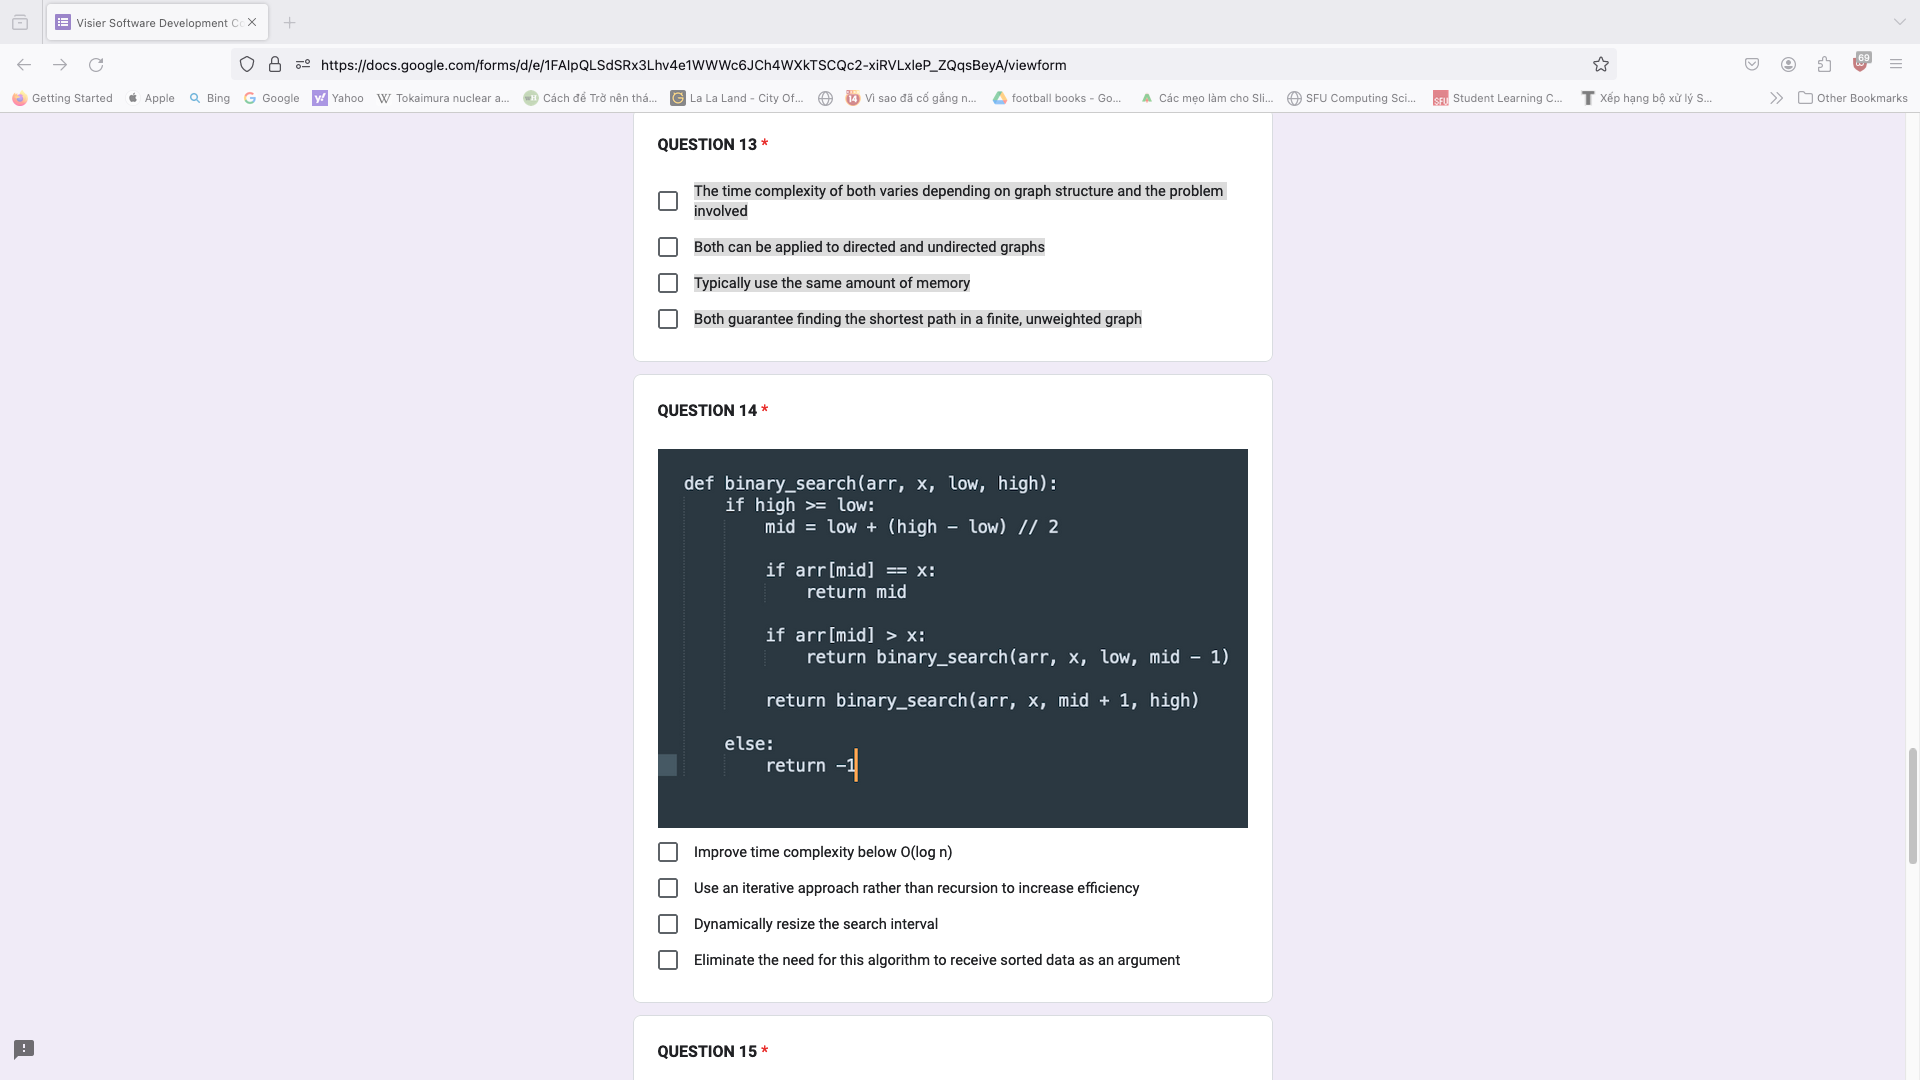 Visier Software Development C
https://docs.google.com/forms/d/e/1FAIpQLSdSRx3Lhv4e1WWWc6JCh4WXkTSCQc2-xiRVLxleP_ZQqsBeyA/viewform
69
Getting Started
Apple
Bing
Google
Yahoo
Tokaimura nuclear a...
Cách để Trở nên thá...
La La Land - City Of...
Vì sao đã cố gắng n...
football books - Go...
Các mẹo làm cho Sli...
SFU Computing Sci...
Student Learning C...
Xếp hạng bộ xử lý S...
Other Bookmarks
QUESTION 13 *
The time complexity of both varies depending on graph structure and the problem
involved
Both can be applied to directed and undirected graphs
Typically use the same amount of memory
Both guarantee finding the shortest path in a finite, unweighted graph
QUESTION 14 *
def binary_search(arr, x, low, high):
if high >= low:
mid = low + (high - low) // 2
if arr[mid] == x:
return mid
if arr[mid] > x:
return binary_search(arr, x, low, mid - 1)
return binary_search(arr, x, mid + 1, high)
else:
return -1
Improve time complexity below O(log n)
Use an iterative approach rather than recursion to increase efficiency
Dynamically resize the search interval
Eliminate the need for this algorithm to receive sorted data as an argument
QUESTION 15 *